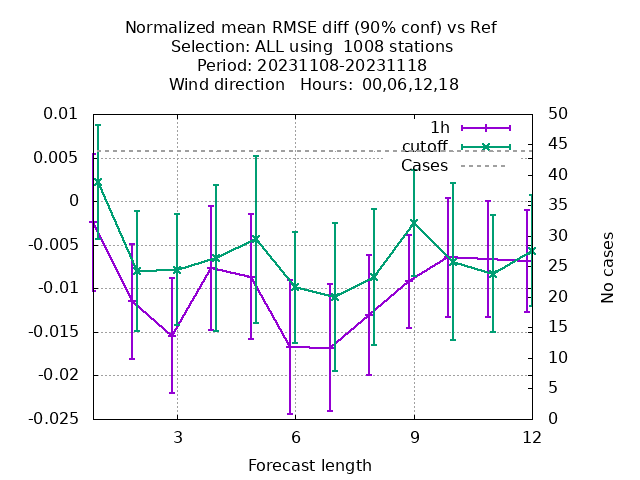 Normalized mean RMSE diff (90% conf) vs Ref
Selection: ALL using  1008 stations
Period: 20231108-20231118
Wind direction   Hours:  00,06,12,18
0.01
0.005
0
-0.005
-0.01
-0.015
-0.02
-0.025
50
45
40
35
30
25
20
15
10
5
0
1h
cutoff
Cases
No cases
3
6
9
12
Forecast length